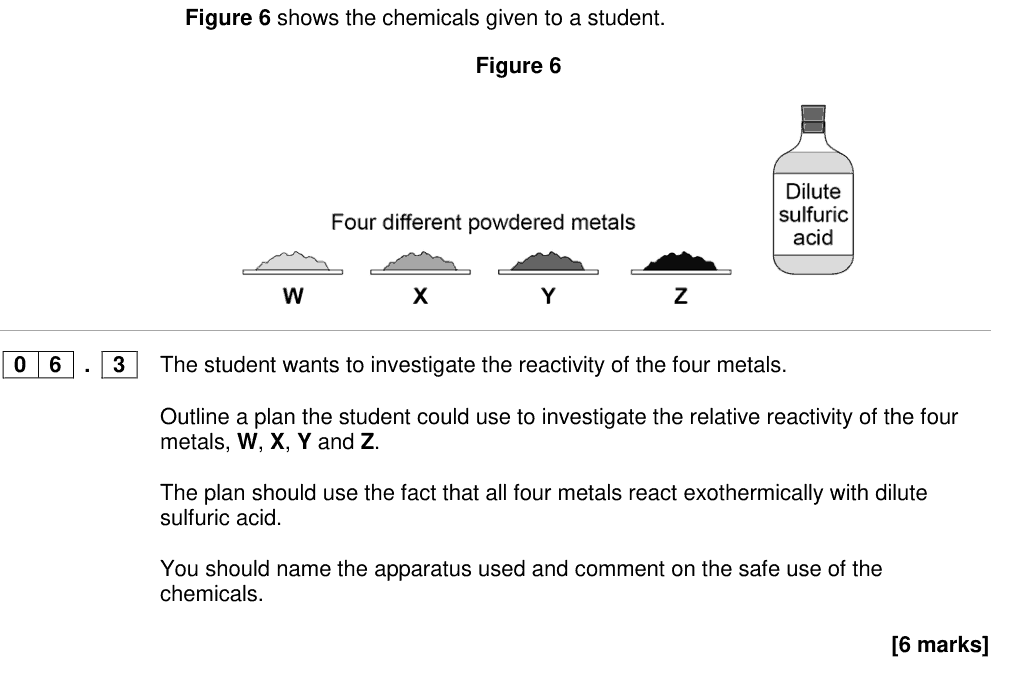 Figure 6 shows the chemicals given to a student.
Figure 6
Four different powdered metals
Dilute
sulfuric
acid
W X Y Z
0 6 . 3 The student wants to investigate the reactivity of the four metals.
Outline a plan the student could use to investigate the relative reactivity of the four
metals, W, X, Y and Z.
The plan should use the fact that all four metals react exothermically with dilute
sulfuric acid.
You should name the apparatus used and comment on the safe use of the
chemicals.
[6 marks]